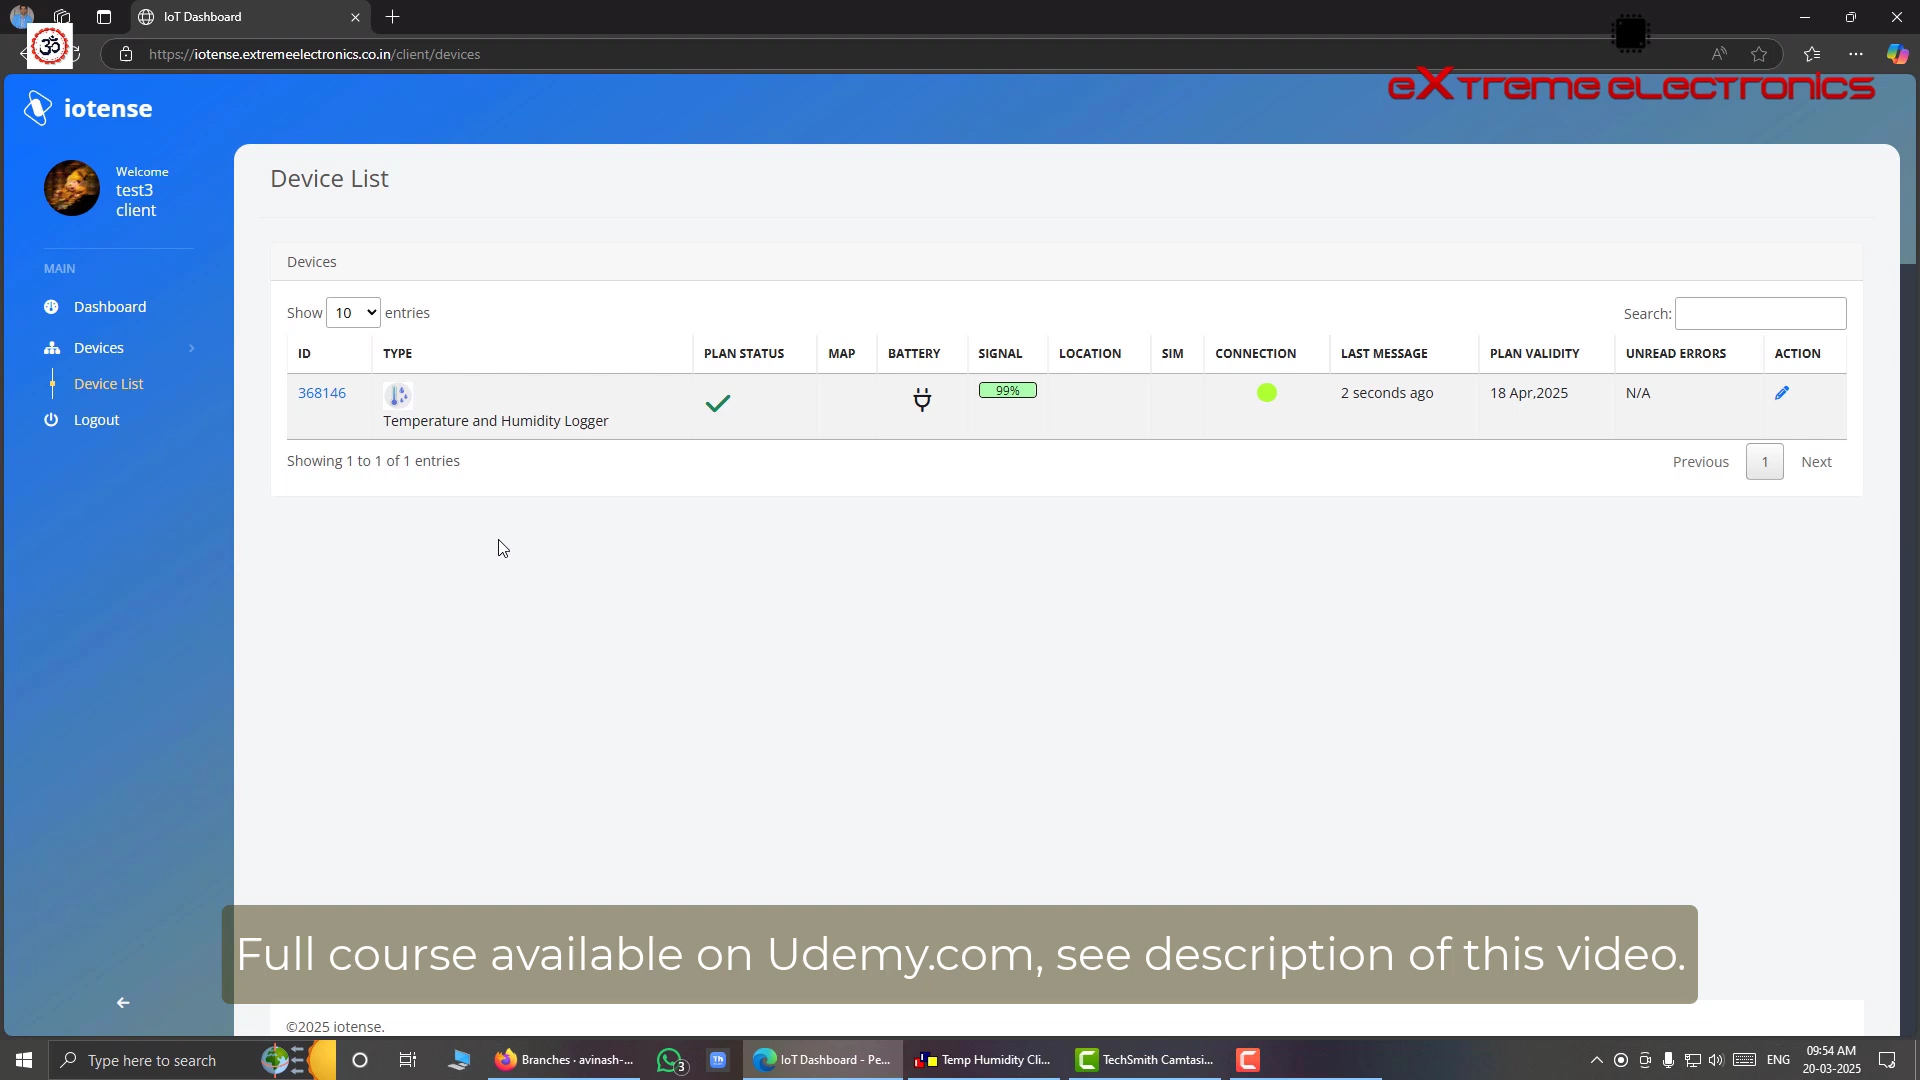 IoT Dashboard
https://iotense.extremeelectronics.co.in/client/devices
eXtreme eLectronics
ॐ
iotense
Welcome
test3
client
MAIN
Dashboard
Devices
Device List
Logout
Device List
Devices
Show 10 entries
Search:
ID TYPE PLAN STATUS MAP BATTERY SIGNAL LOCATION SIM CONNECTION LAST MESSAGE PLAN VALIDITY UNREAD ERRORS ACTION
368146 99% 2 seconds ago 18 Apr,2025 N/A
Temperature and Humidity Logger
Showing 1 to 1 of 1 entries
Previous 1 Next
Full course available on Udemy.com, see description of this video.
©2025 iotense.
Type here to search
Branches · avinash-...
3
Th
IoT Dashboard - Pe...
Temp Humidity Cli...
TechSmith Camtasi...
ENG
09:54 AM
20-03-2025